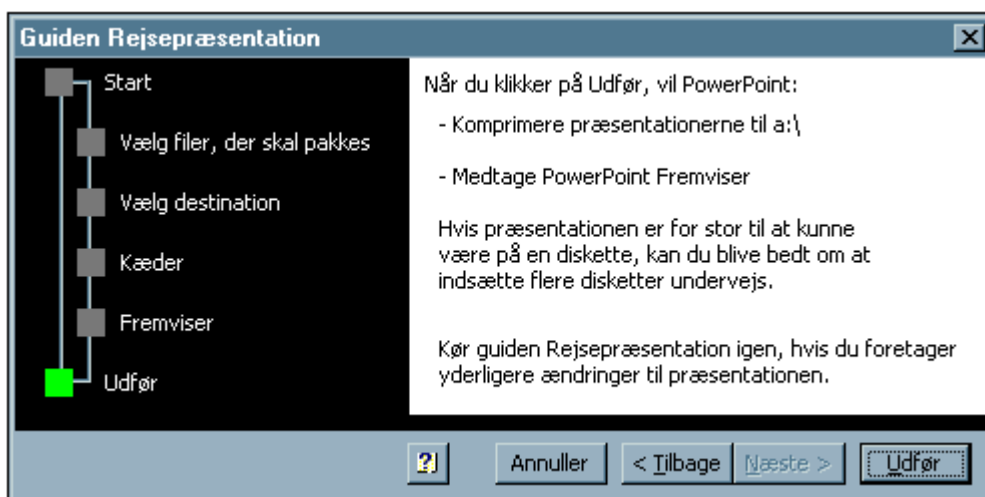 Guiden Rejsepræsentation
Start
Vælg filer, der skal pakkes
Vælg destination
Kæder
Fremviser
Udfør
Når du klikker på Udfør, vil PowerPoint:
- Komprimere præsentationerne til a:\
- Medtage PowerPoint Fremviser
Hvis præsentationen er for stor til at kunne
være på en diskette, kan du blive bedt om at
indsætte flere disketter undervejs.
Kør guiden Rejsepræsentation igen, hvis du foretager
yderligere ændringer til præsentationen.
Annuller
< Tilbage
Næste >
Udfør